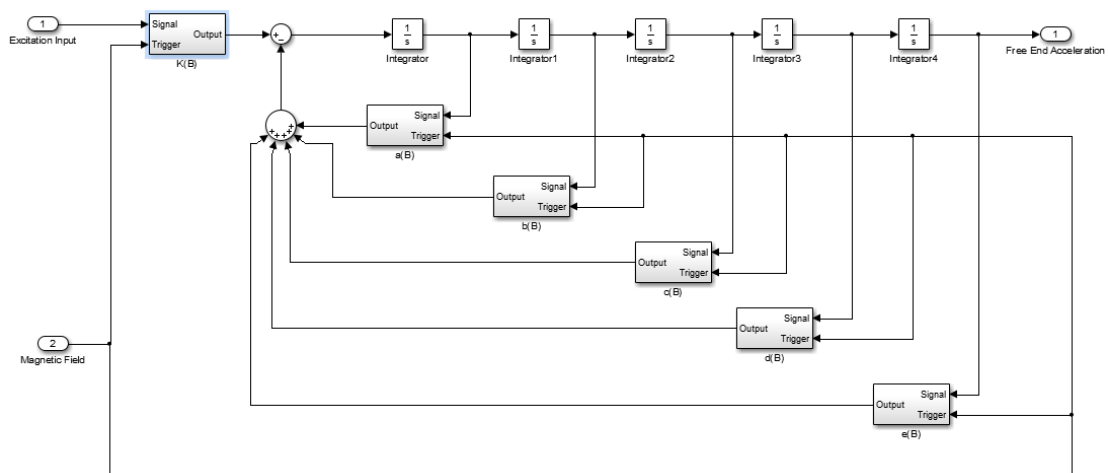 1
Excitation Input
Signal
Trigger
Output
K(B)
+
−
1
s
Integrator
1
s
Integrator1
1
s
Integrator2
1
s
Integrator3
1
s
Integrator4
1
Free End Acceleration
+
+
+
+
+
Output
Signal
Trigger
a(B)
Output
Signal
Trigger
b(B)
Output
Signal
Trigger
c(B)
Output
Signal
Trigger
d(B)
2
Magnetic Field
Output
Signal
Trigger
e(B)